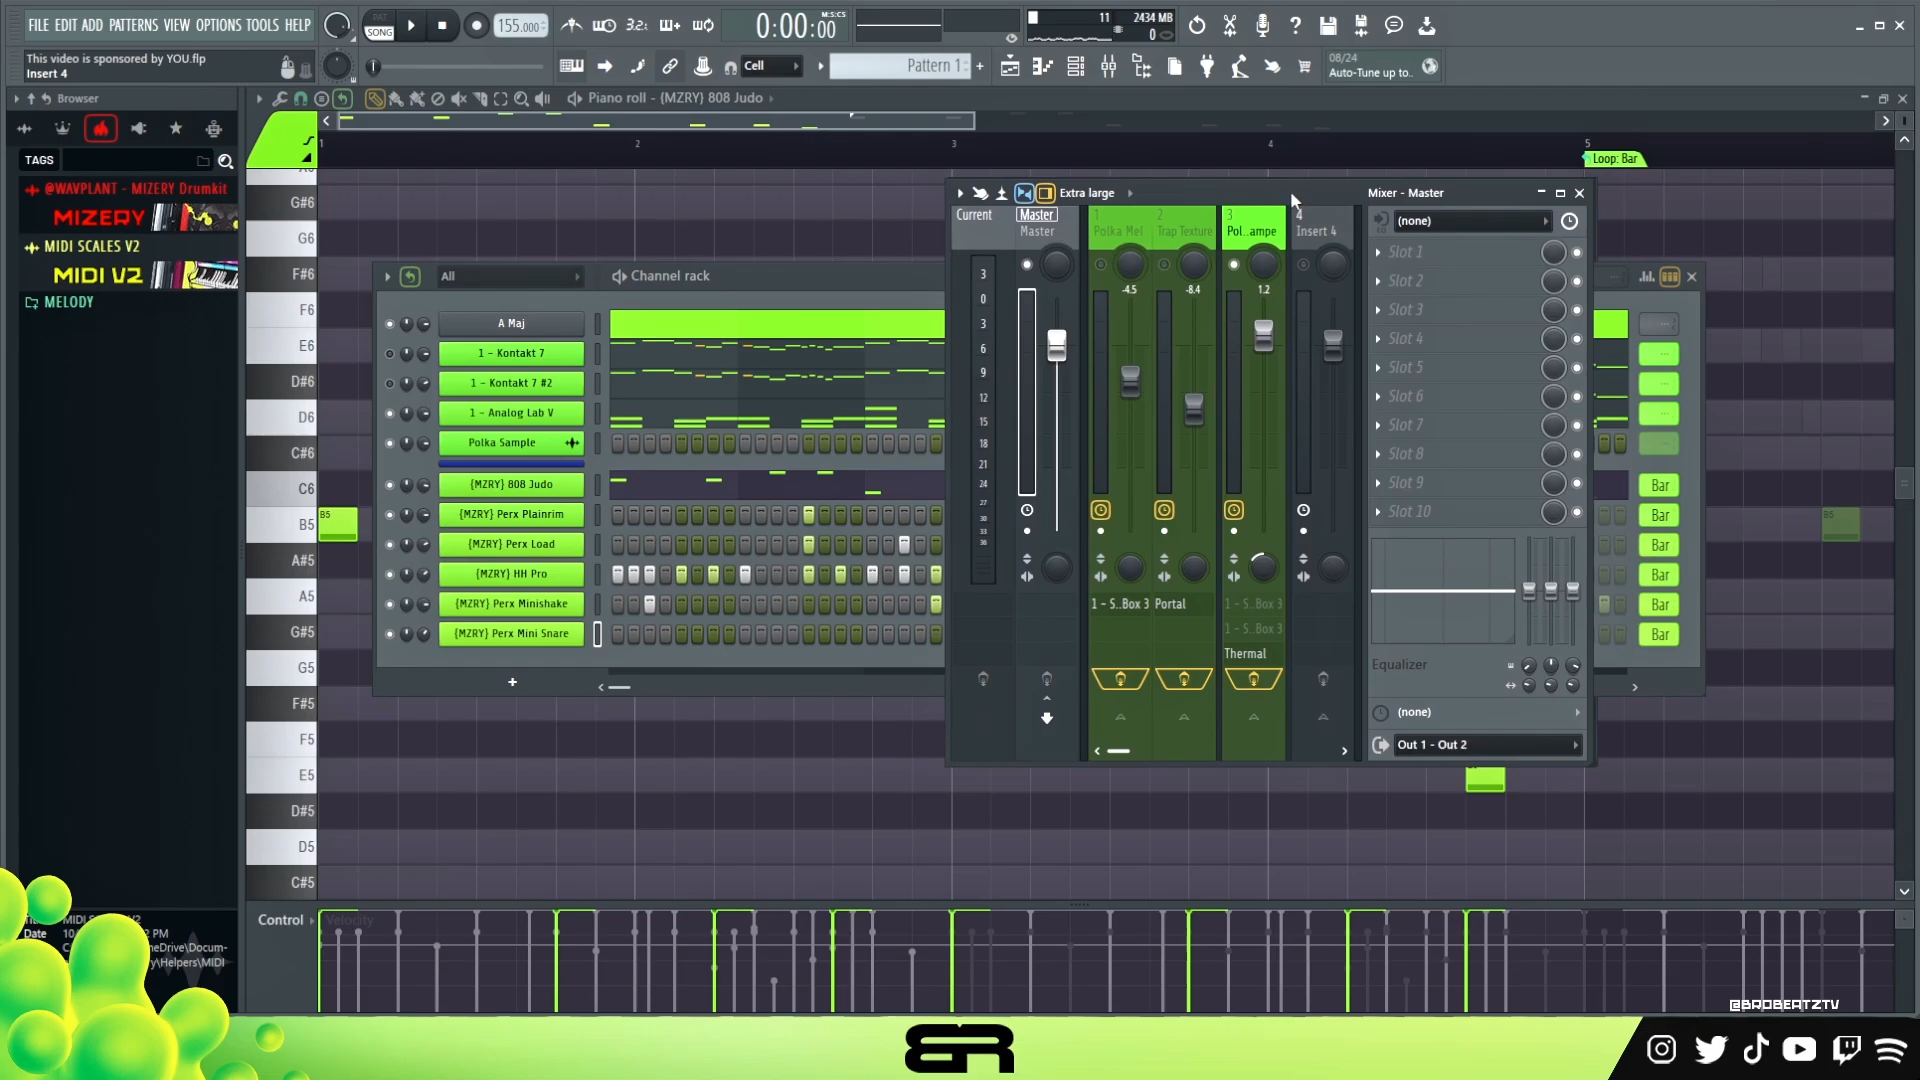 FILE EDIT ADD PATTERNS VIEW OPTIONS TOOLS HELP
PAT
SONG
155.000
3.2
0:00:00
M:S:CS
11
2434 MB
0
This video is sponsored by YOU.flp
Insert 4
Cell
Pattern 1
08/24
Auto-Tune up to..
Browser
Piano roll - {MZRY} 808 Judo
TAGS
@WAVPLANT - MIZERY Drumkit
MIZERY
MIDI SCALES V2
MIDI V2
MELODY
1
2
3
4
5
Loop: Bar
G#6
G6
F#6
F6
E6
D#6
D6
C#6
C6
B5
A#5
A5
G#5
G5
F#5
F5
E5
D#5
D5
C#5
B5
B5
All
Channel rack
A Maj
1 - Kontakt 7
1 - Kontakt 7 #2
1 - Analog Lab V
Polka Sample
{MZRY} 808 Judo
{MZRY} Perx Plainrim
{MZRY} Perx Load
{MZRY} HH Pro
{MZRY} Perx Minishake
{MZRY} Perx Mini Snare
Bar
Bar
Bar
Bar
Bar
Bar
Extra large
Mixer - Master
Current
Master
Master
1
Polka Mel
2
Trap Texture
3
Pol..ampe
4
Insert 4
-4.5
-8.4
1.2
3
0
3
6
9
12
15
18
21
24
27
30
33
36
1 - S..Box 3
Portal
1 - S..Box 3
1 - S..Box 3
Thermal
(none)
Slot 1
Slot 2
Slot 3
Slot 4
Slot 5
Slot 6
Slot 7
Slot 8
Slot 9
Slot 10
Equalizer
(none)
Out 1 - Out 2
Control
Velocity
Date
@BROBEATZTV
BR